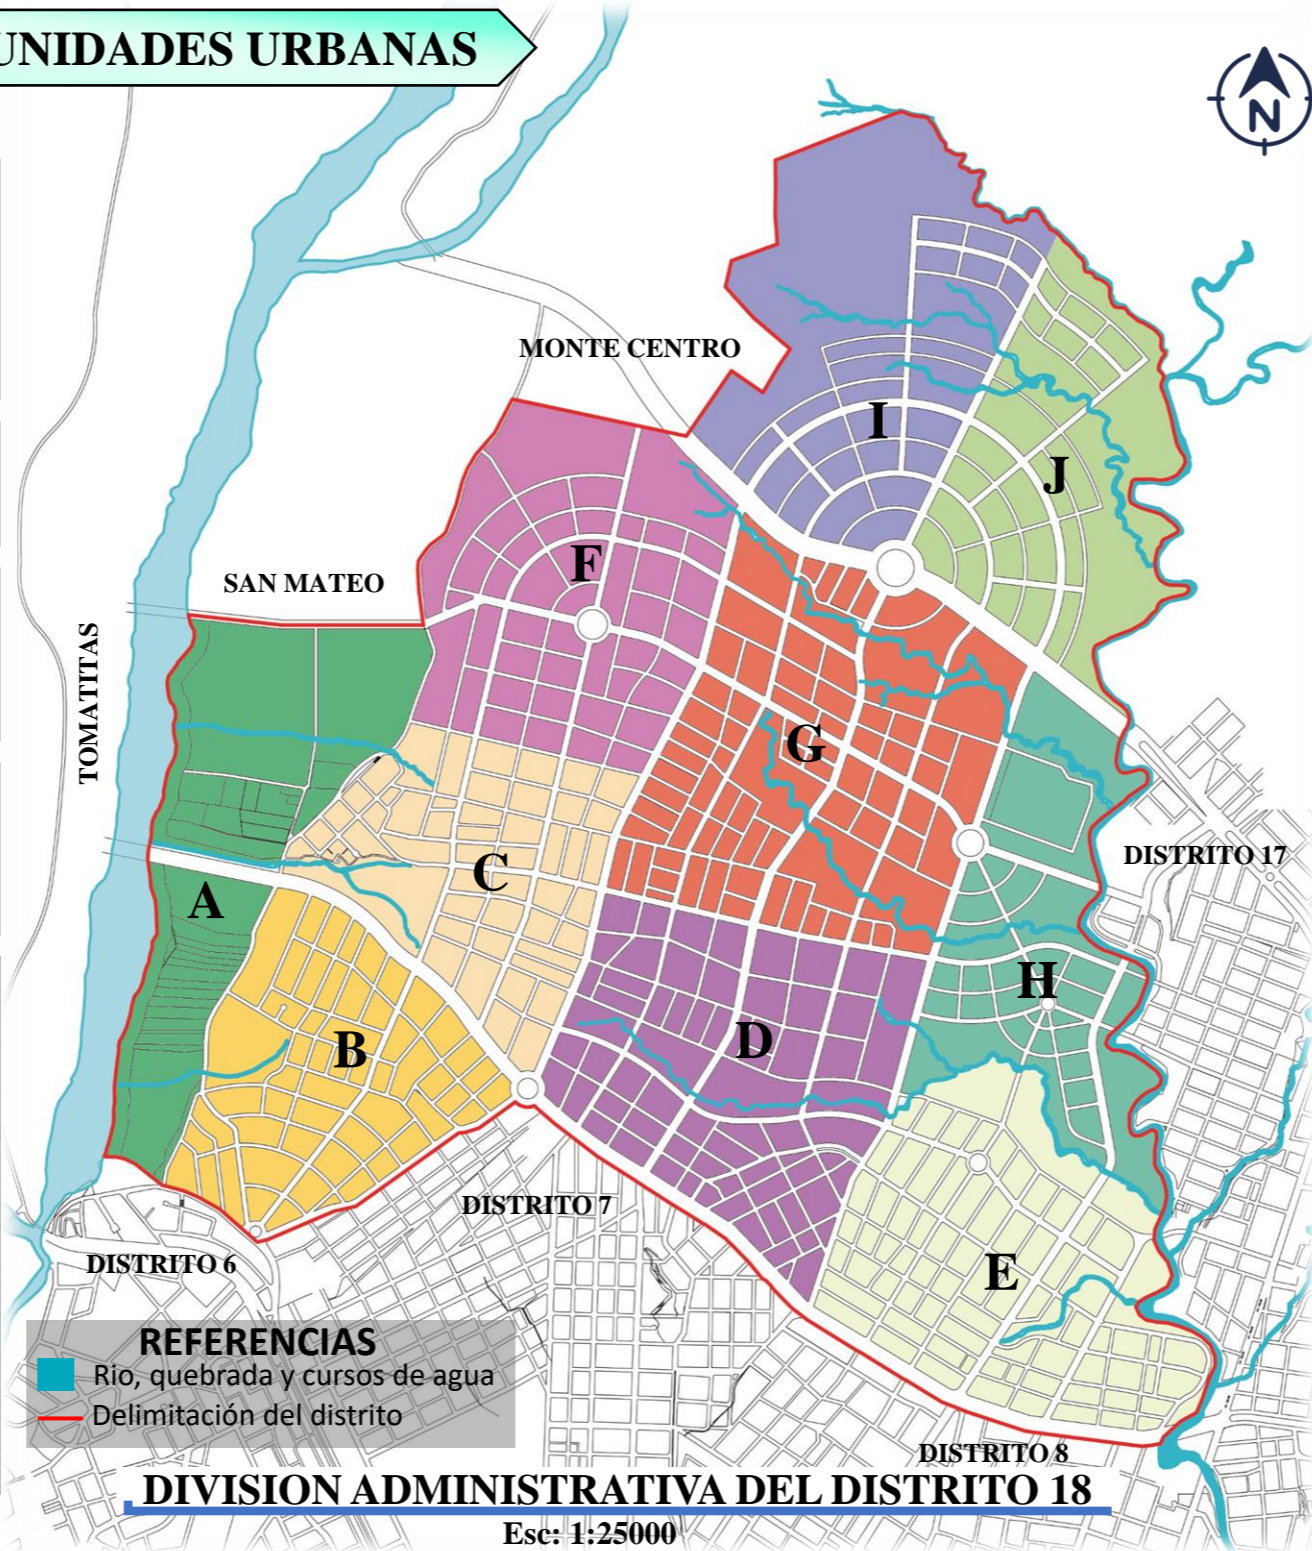 UNIDADES URBANAS
N
MONTE CENTRO
I
J
F
SAN MATEO
TOMATITAS
G
DISTRITO 17
C
A
H
B
D
DISTRITO 7
DISTRITO 6
E
REFERENCIAS
Rio, quebrada y cursos de agua
Delimitación del distrito
DISTRITO 8
DIVISION ADMINISTRATIVA DEL DISTRITO 18
Esc: 1:25000